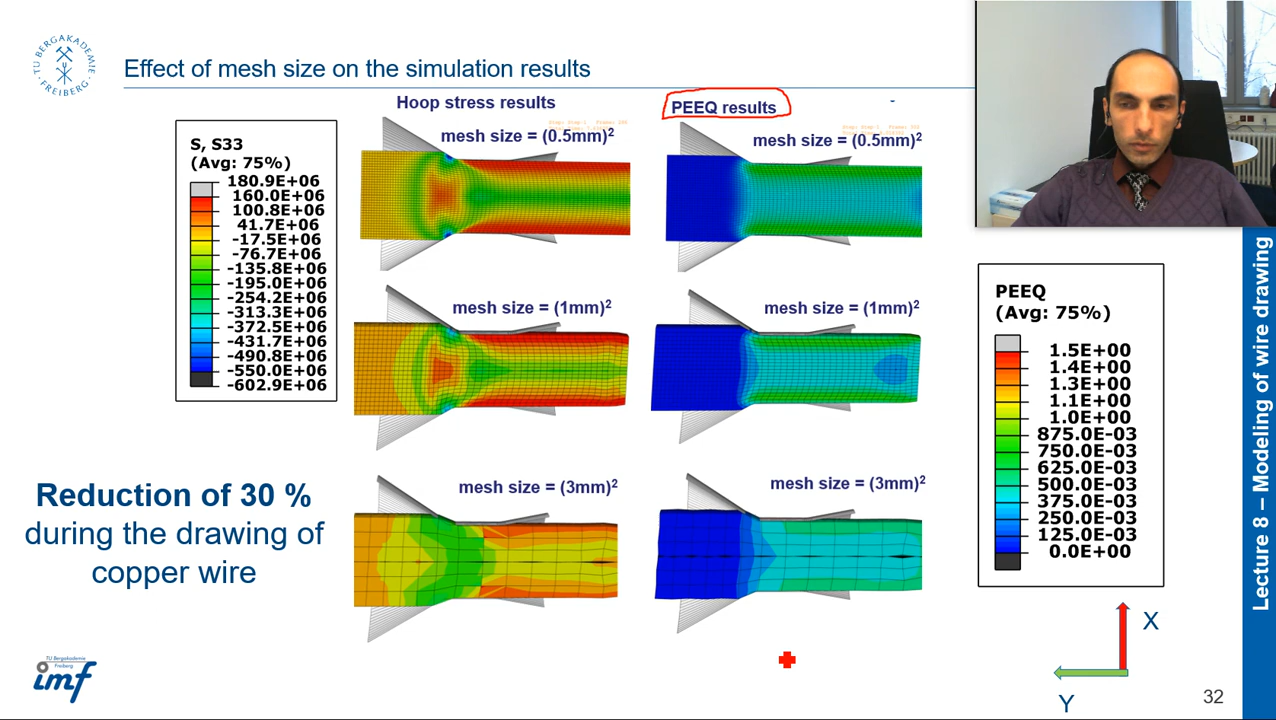 TU BERGAKADEMIE
FREIBERG
Effect of mesh size on the simulation results
Hoop stress results
PEEQ results
mesh size = (0.5mm)²
mesh size = (0.5mm)²
S, S33
(Avg: 75%)
180.9E+06
160.0E+06
100.8E+06
41.7E+06
-17.5E+06
-76.7E+06
-135.8E+06
-195.0E+06
-254.2E+06
-313.3E+06
-372.5E+06
-431.7E+06
-490.8E+06
-550.0E+06
-602.9E+06
mesh size = (1mm)²
mesh size = (1mm)²
PEEQ
(Avg: 75%)
1.5E+00
1.4E+00
1.3E+00
1.1E+00
1.0E+00
875.0E-03
750.0E-03
625.0E-03
500.0E-03
375.0E-03
250.0E-03
125.0E-03
0.0E+00
mesh size = (3mm)²
mesh size = (3mm)²
Reduction of 30 %
during the drawing of
copper wire
X
Y
TU Bergakademie
Freiberg
imf
32
Lecture 8 – Modeling of wire drawing